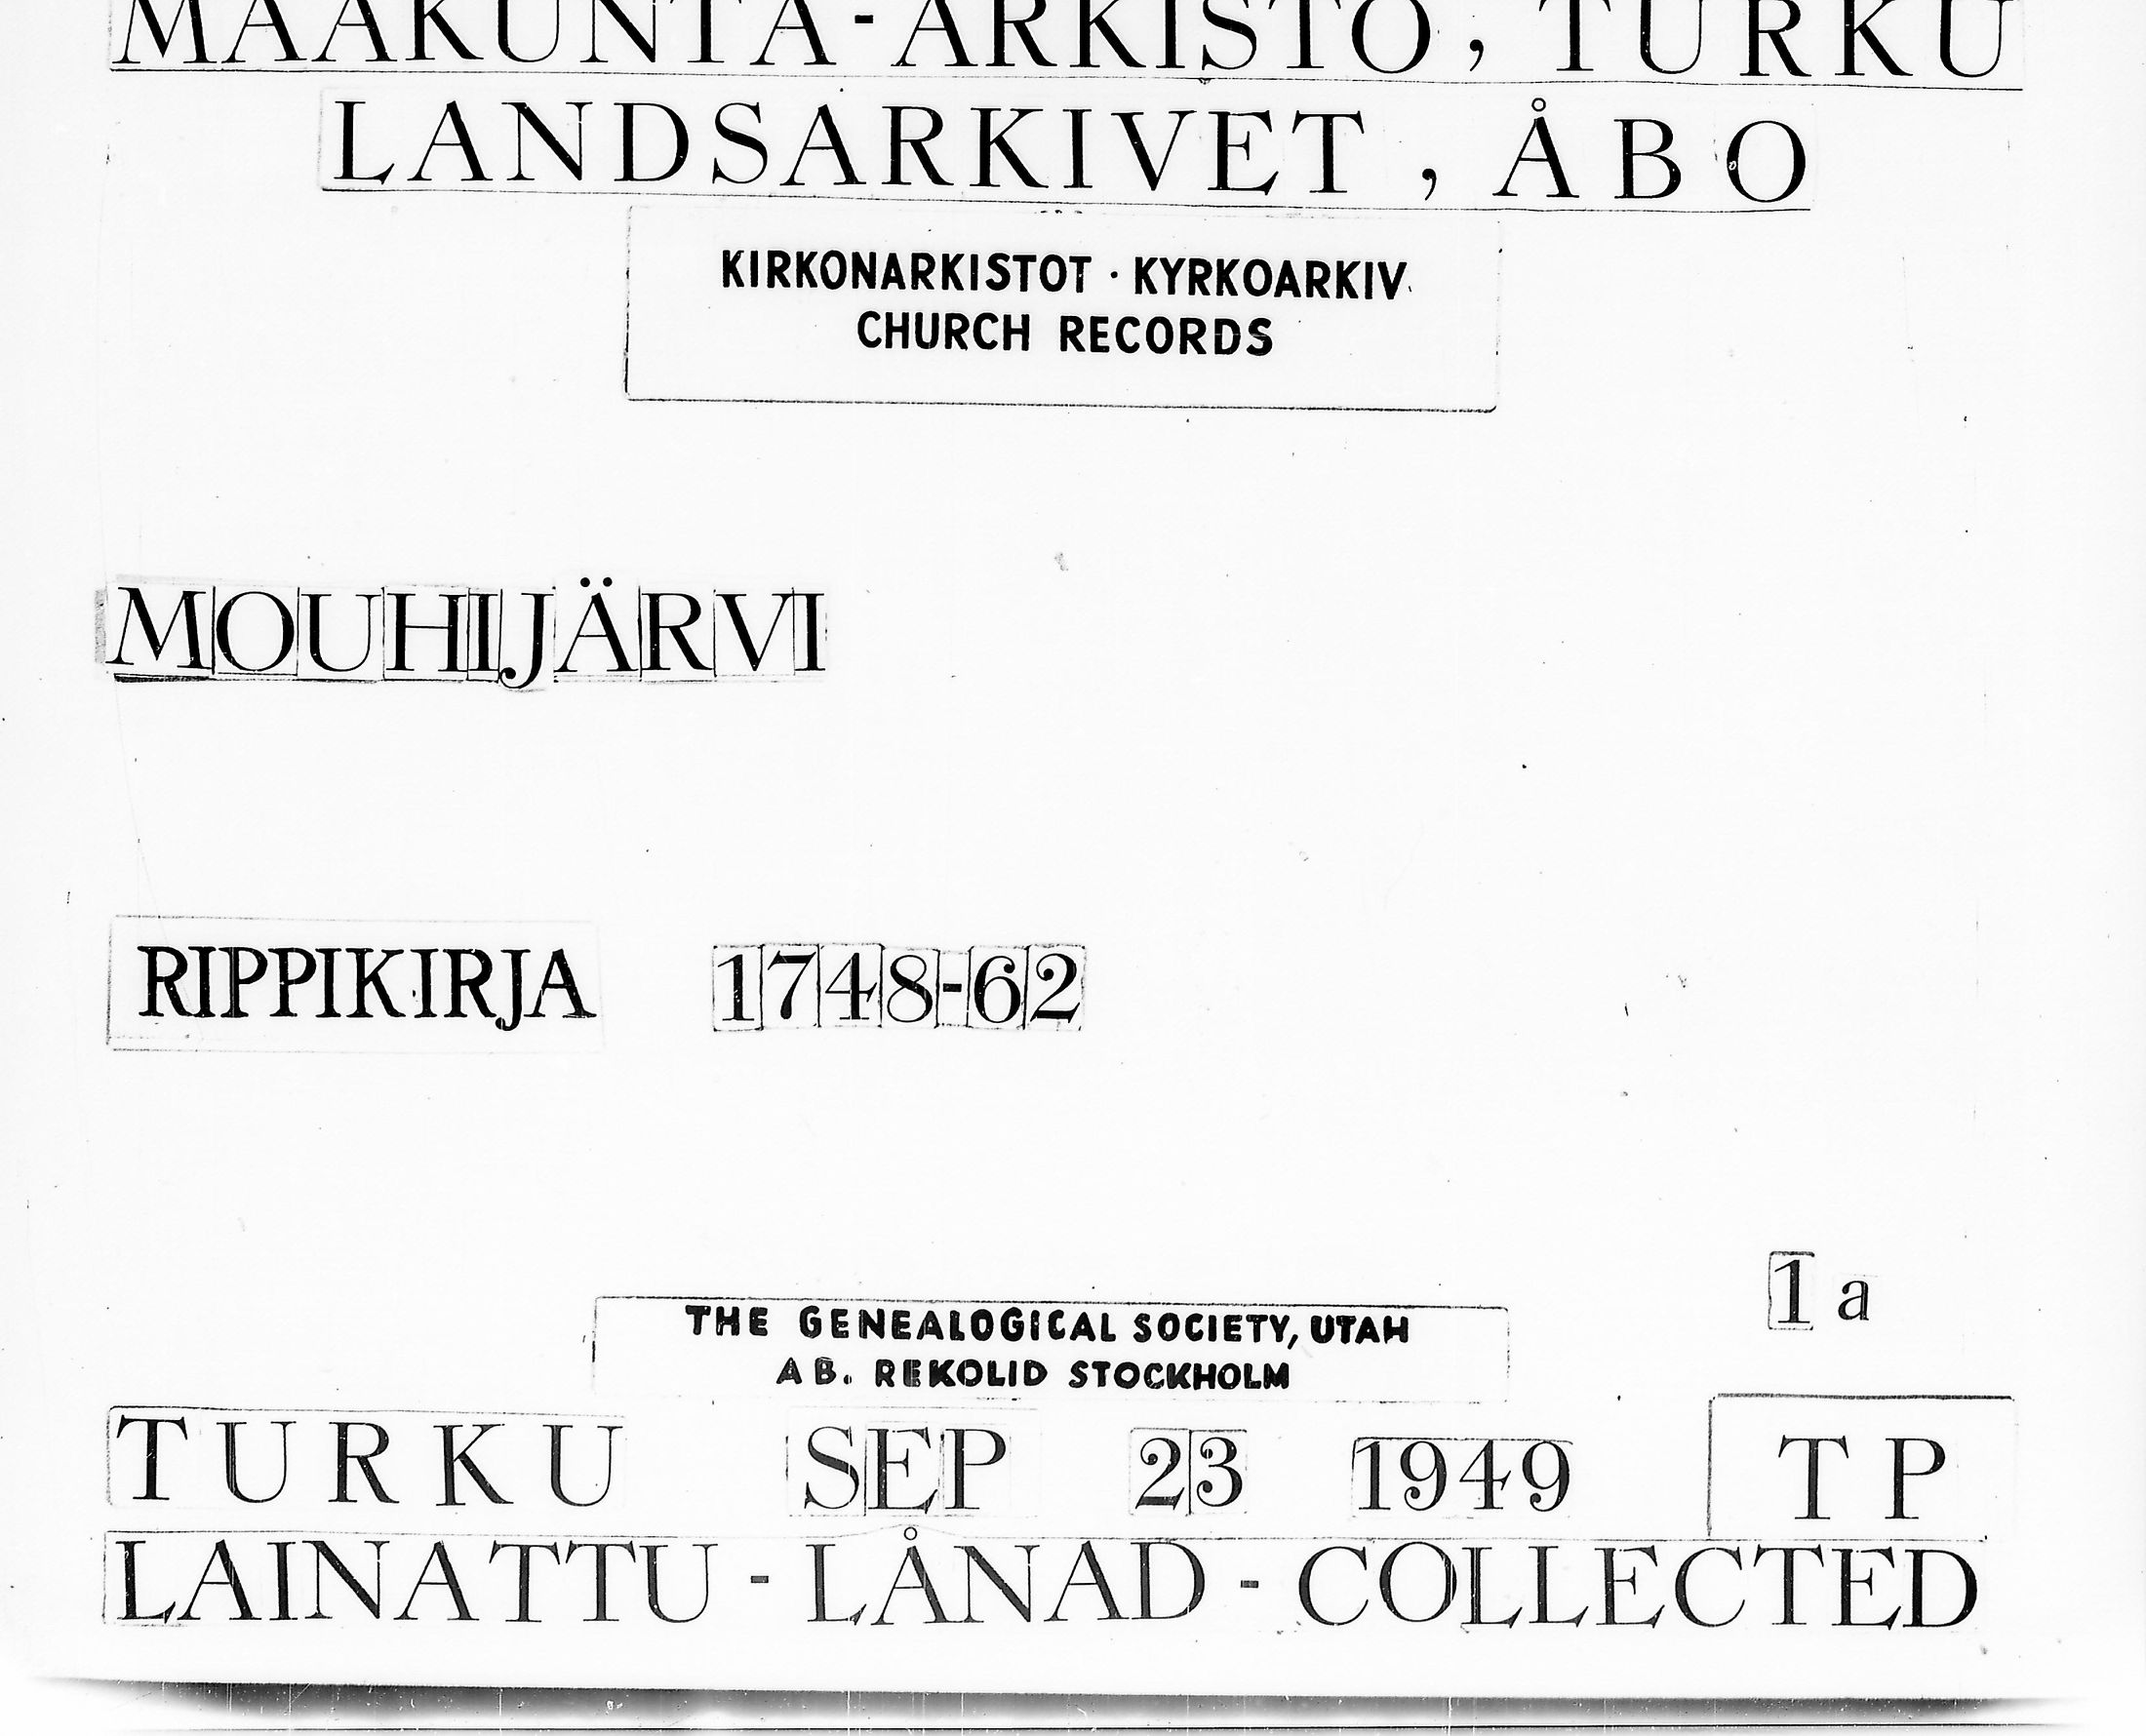 MAAKUNTA-ARKISTO, TURKU
LANDSARKIVET, ÅBO
KIRKONARKISTOT · KYRKOARKIV
CHURCH RECORDS
MOUHIJÄRVI
RIPPIKIRJA 1748-62
1a
THE GENEALOGICAL SOCIETY, UTAH
AB. REKOLID STOCKHOLM
TURKU SEP 23 1949 TP
LAINATTU - LÅNAD - COLLECTED